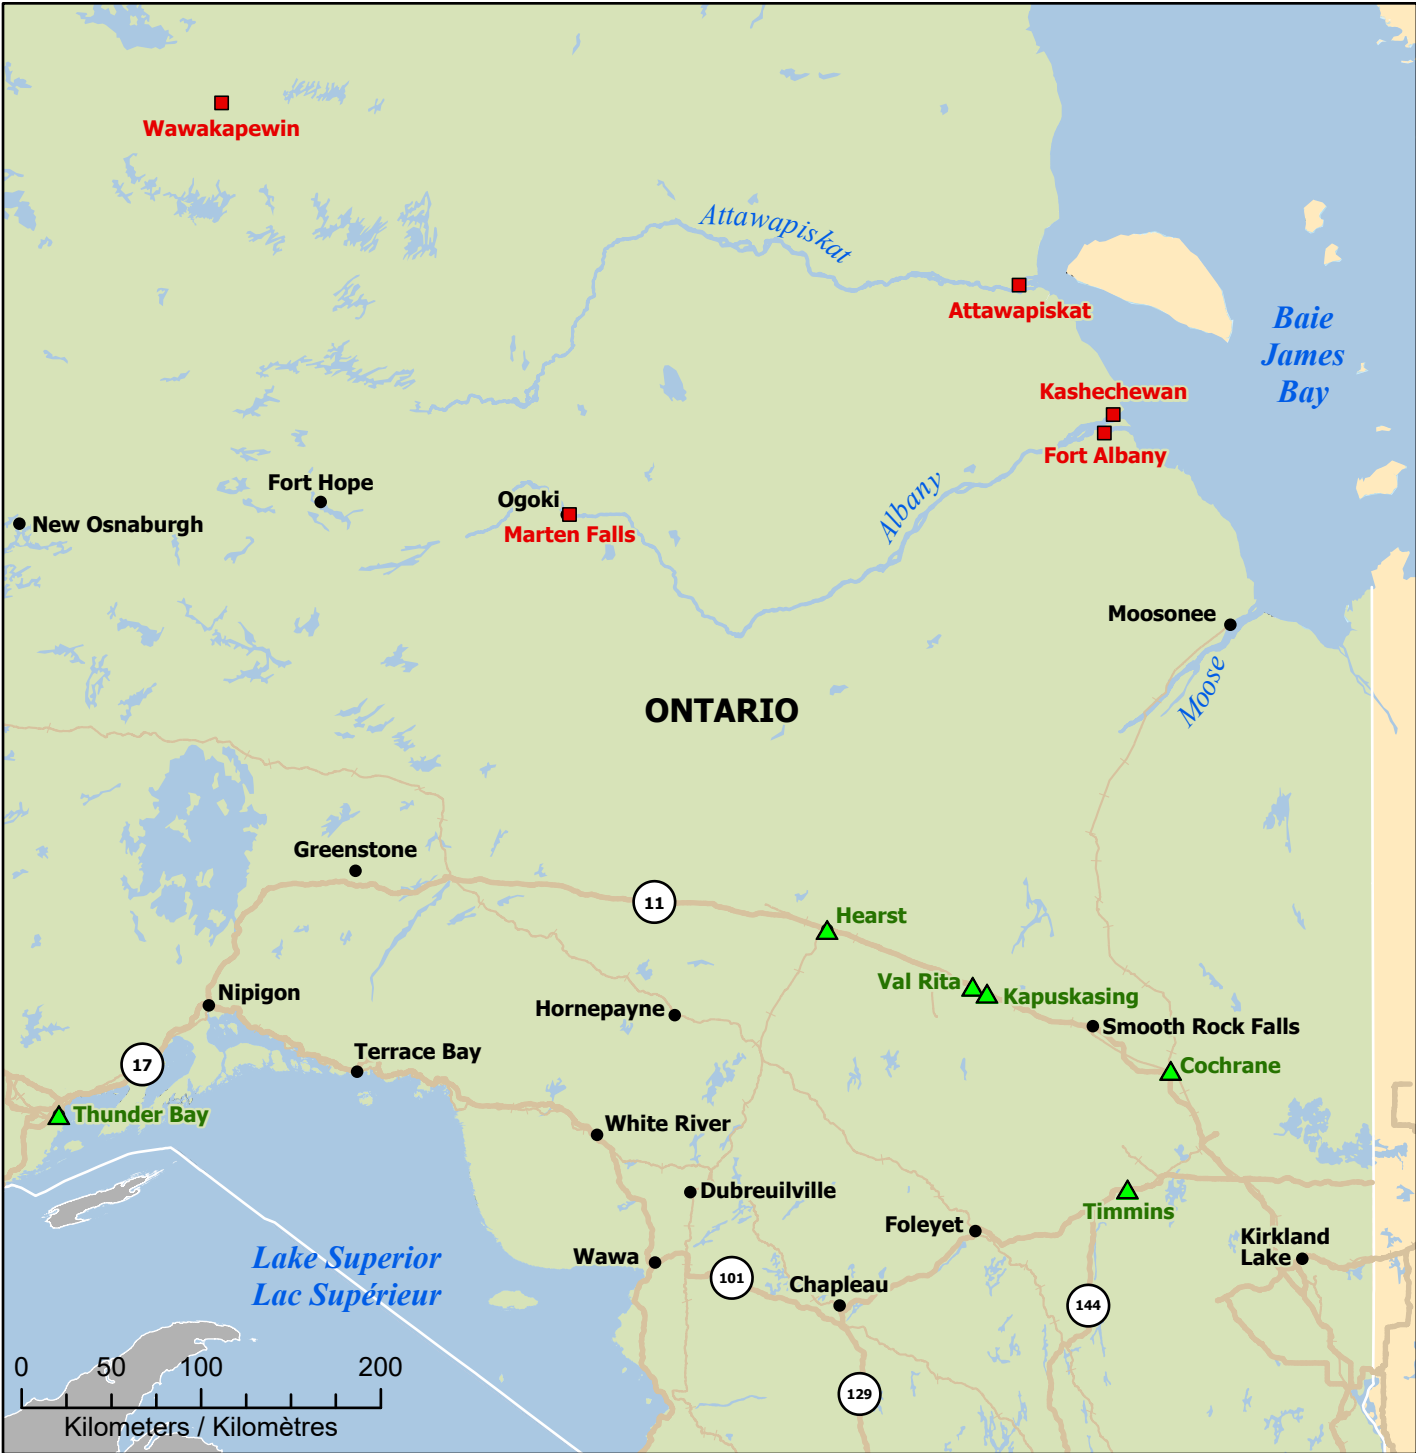 Wawakapewin
Attawapiskat
Attawapiskat
Baie
James
Bay
Kashechewan
Fort Albany
Fort Hope
Ogoki
Albany
New Osnaburgh
Marten Falls
Moosonee
Moose
ONTARIO
Greenstone
11
Hearst
Val Rita
Kapuskasing
Nipigon
Hornepayne
Smooth Rock Falls
Terrace Bay
17
Cochrane
Thunder Bay
White River
Dubreuilville
Timmins
Foleyet
Kirkland
Lake
Lake Superior
Lac Supérieur
Wawa
101
Chapleau
144
0 50 100 200
Kilometers / Kilomètres
129